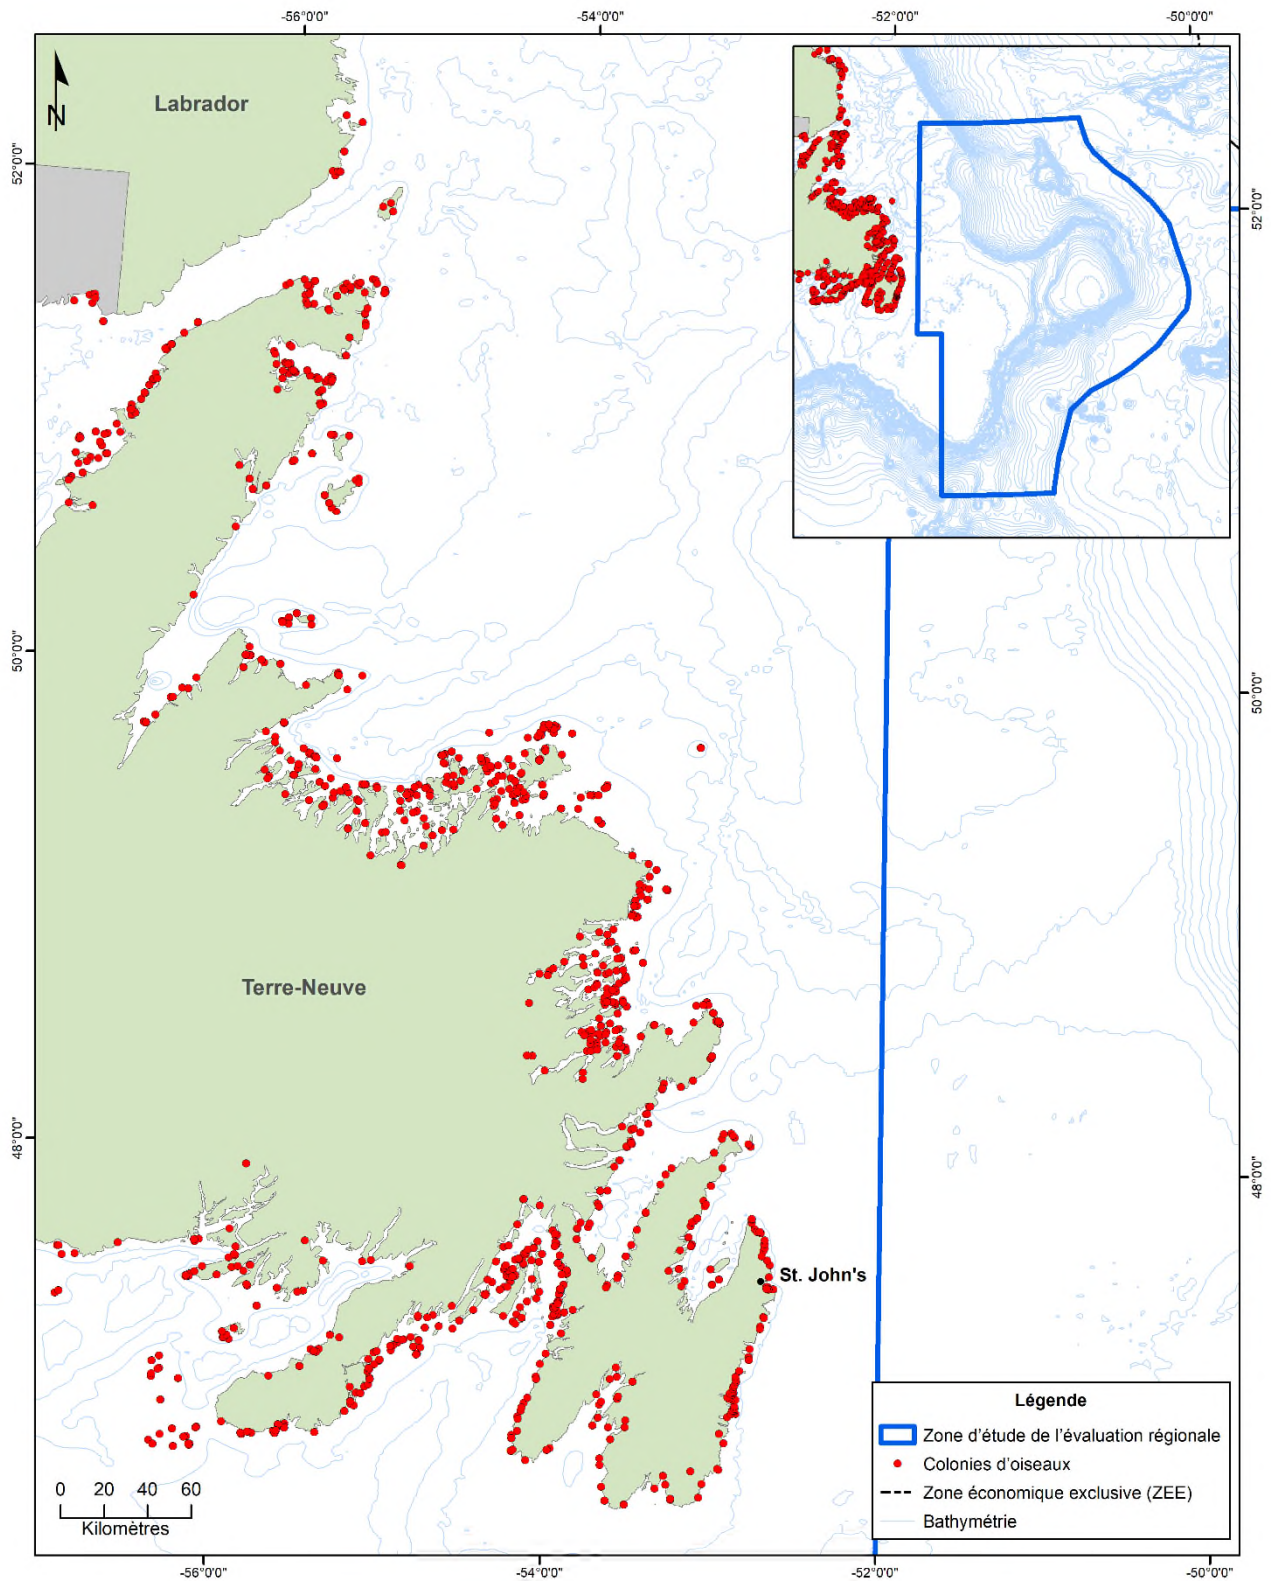 -56°0'0" -54°0'0" -52°0'0" -50°0'0"
N
Labrador
52°0'0"
52°0'0"
50°0'0"
50°0'0"
Terre-Neuve
48°0'0"
48°0'0"
St. John's
Légende
Zone d'étude de l'évaluation régionale
Colonies d'oiseaux
Zone économique exclusive (ZEE)
Bathymétrie
0 20 40 60
Kilomètres
-56°0'0" -54°0'0" -52°0'0" -50°0'0"